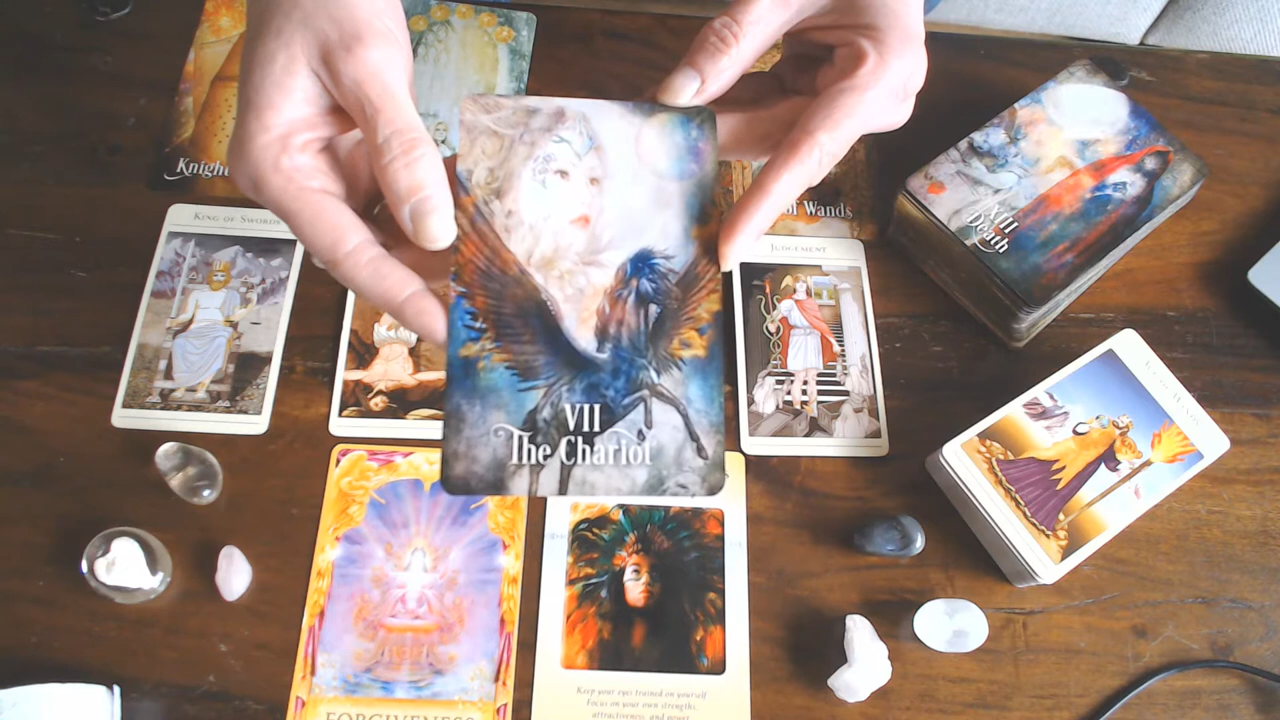 Knight
of Wands
KING OF SWORDS
JUDGEMENT
XIII
Death
VII
The Chariot
FORGIVENESS
Keep your eyes trained on yourself
Focus on your own strengths,
attractiveness, and power